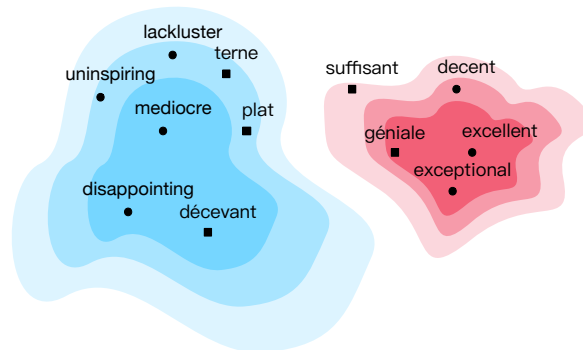 lackluster
terne
uninspiring
mediocre
plat
disappointing
décevant
suffisant
decent
géniale
excellent
exceptional